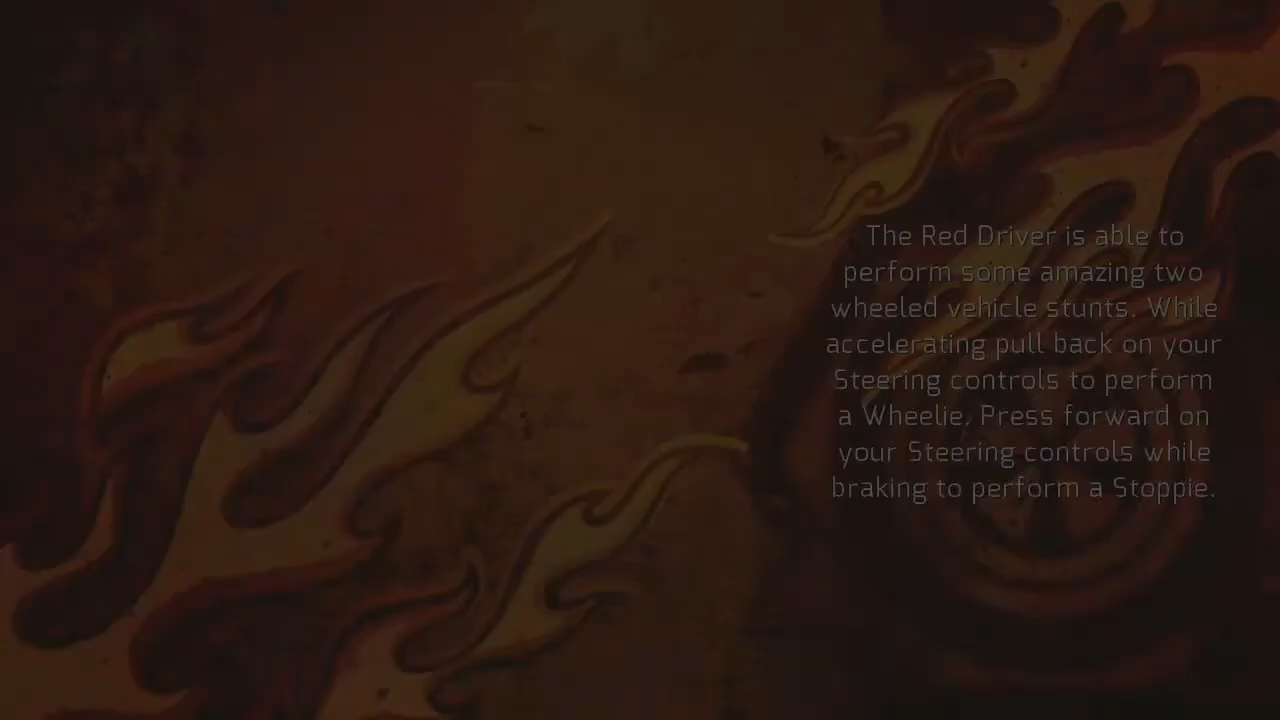 The Red Driver is able to
perform some amazing two
wheeled vehicle stunts. While
accelerating pull back on your
Steering controls to perform
a Wheelie, Press forward on
your Steering controls while
braking to perform a Stoppie.